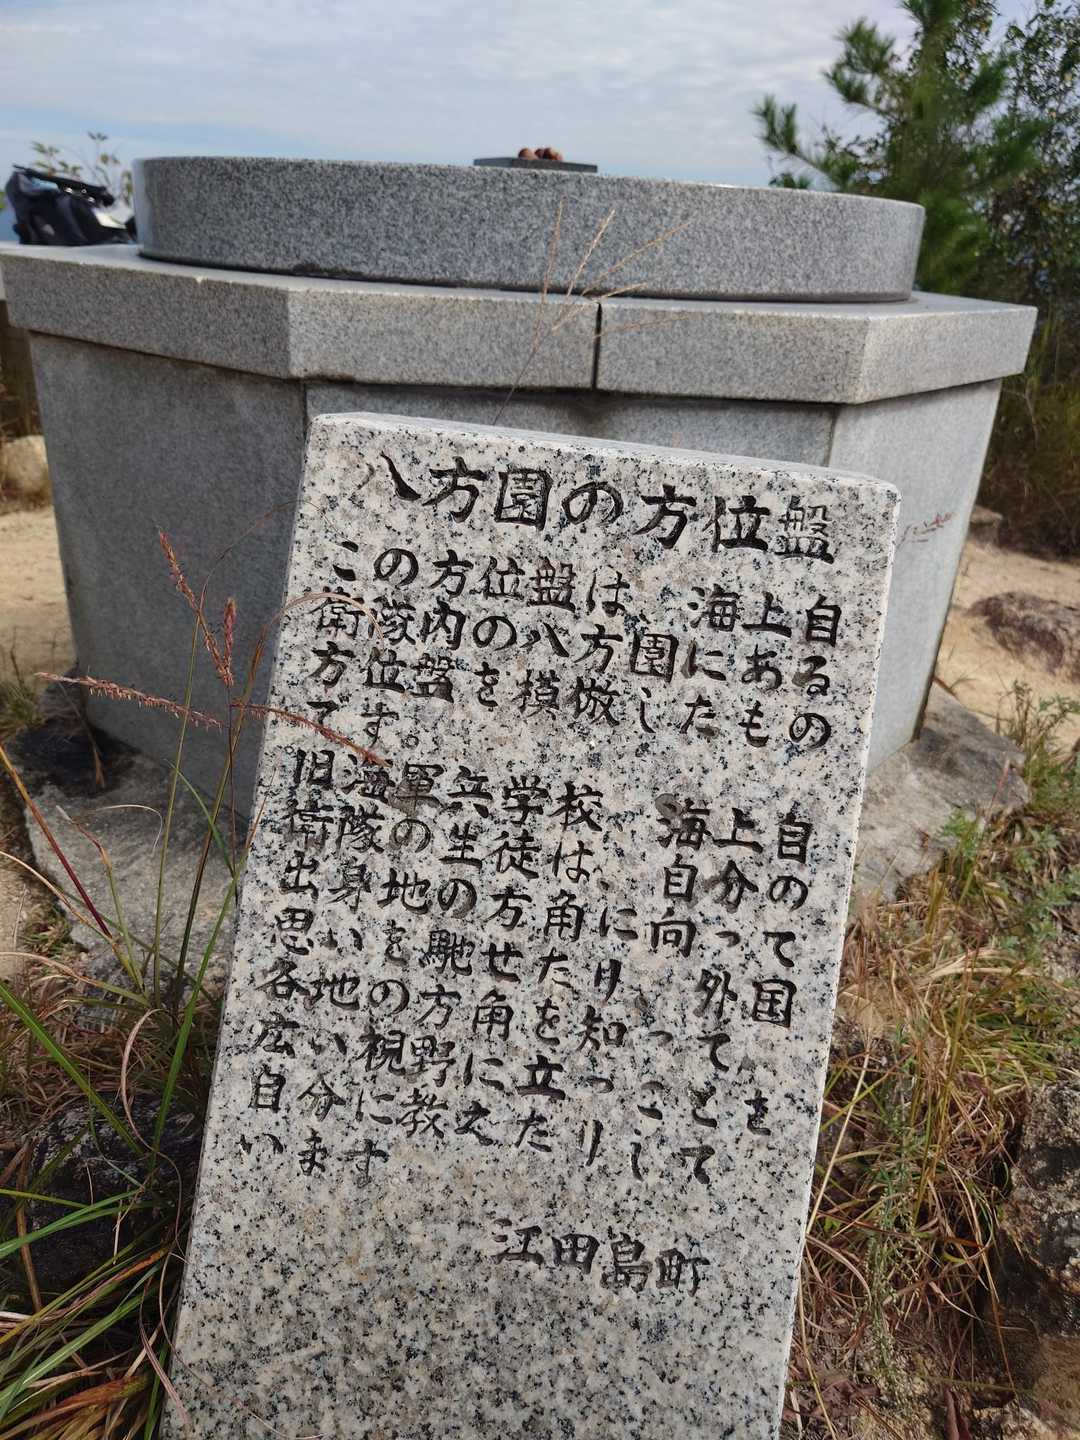 八方園の方位盤
この方位盤は、海上自
衛隊内の八方園にある
方位盤を模倣したもの
です。
旧海軍兵学校、海上自
衛隊の生徒は、自分の
出身地の方角に向って
思いを馳せたり、外国
各地の方角を知って、
広い視野に立つことを
自分に教えたりして
います
江田島町